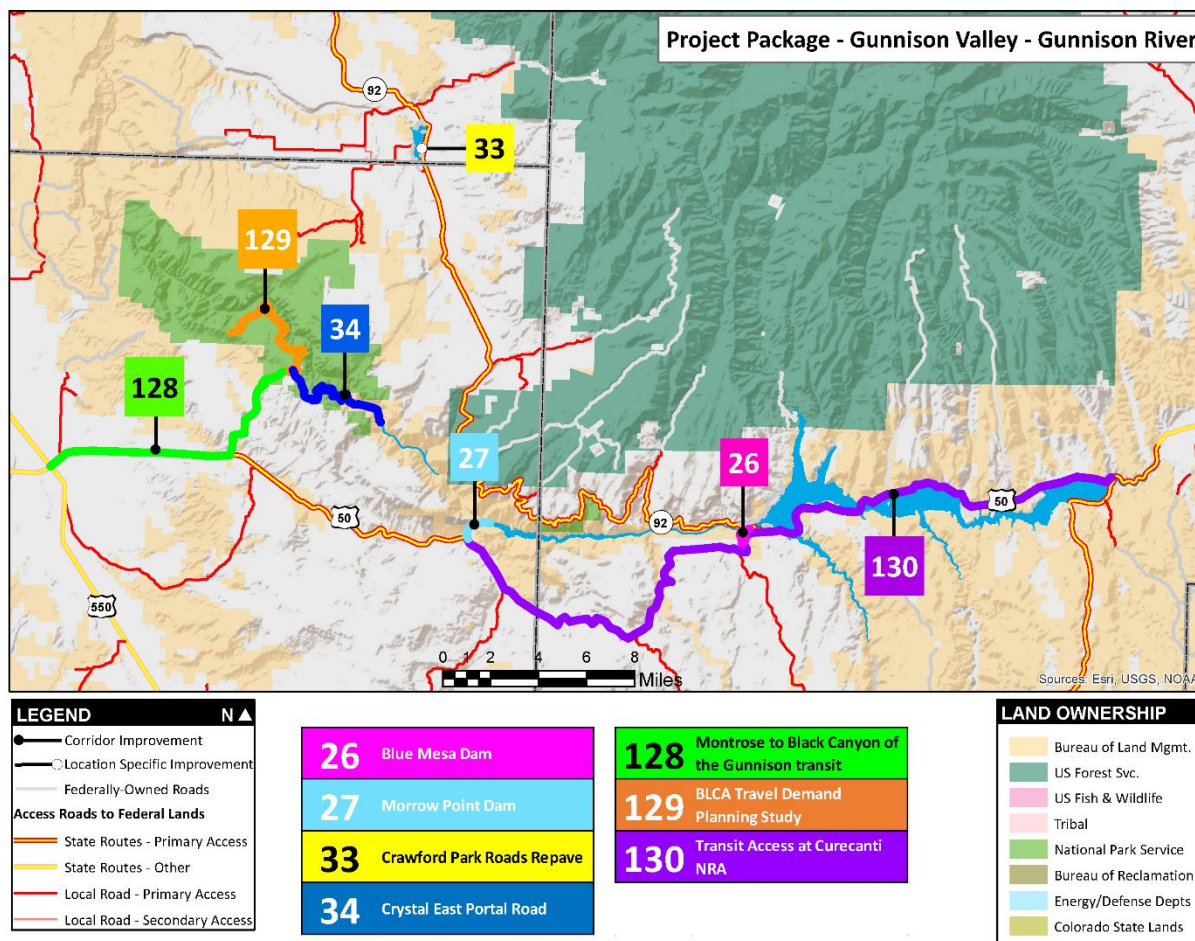 Project Package - Gunnison Valley - Gunnison River
92
33
129
34
128
27
26
50
92
50
130
550
0 2 4 6 8
Miles
Sources: Esri, USGS, NOAA
LEGEND N
Corridor Improvement
Location Specific Improvement
Federally-Owned Roads
Access Roads to Federal Lands
State Routes - Primary Access
State Routes - Other
Local Road - Primary Access
Local Road - Secondary Access
26 Blue Mesa Dam
27 Morrow Point Dam
33 Crawford Park Roads Repave
34 Crystal East Portal Road
128 Montrose to Black Canyon of
the Gunnison transit
129 BLCA Travel Demand
Planning Study
130 Transit Access at Curecanti
NRA
LAND OWNERSHIP
Bureau of Land Mgmt.
US Forest Svc.
US Fish & Wildlife
Tribal
National Park Service
Bureau of Reclamation
Energy/Defense Depts
Colorado State Lands